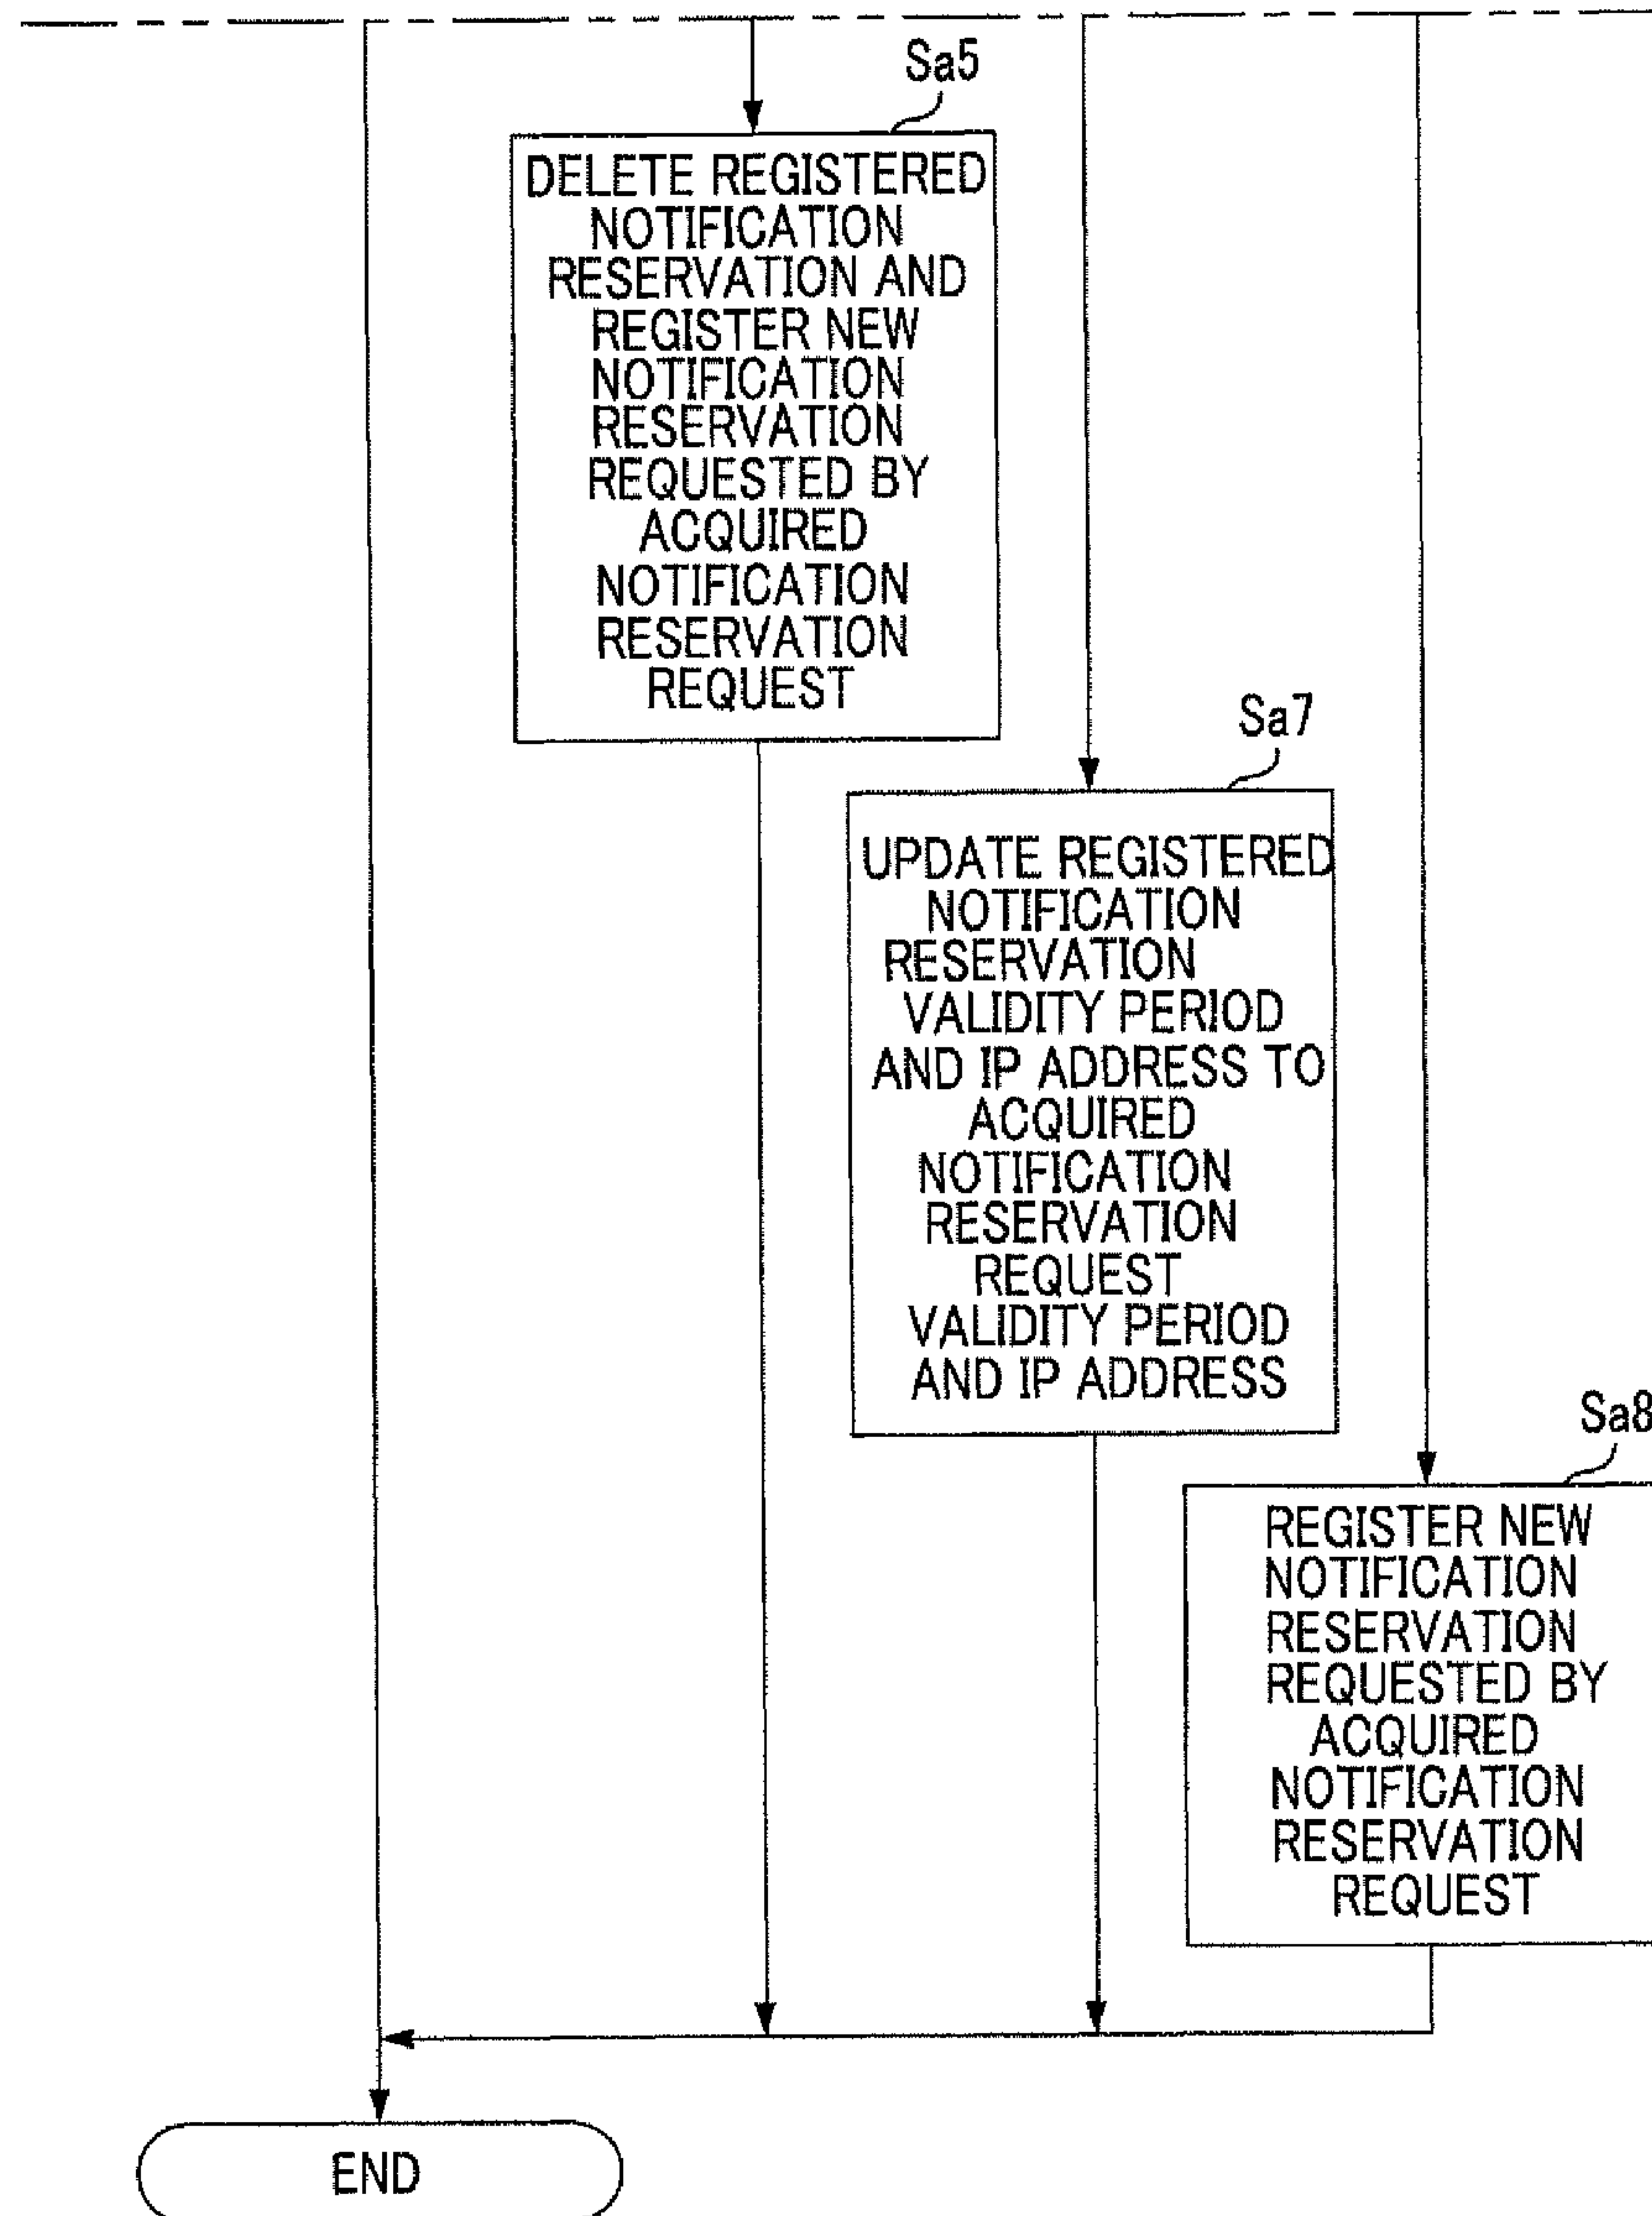 Sa5
DELETE REGISTERED
NOTIFICATION
RESERVATION AND
REGISTER NEW
NOTIFICATION
RESERVATION
REQUESTED BY
ACQUIRED
NOTIFICATION
RESERVATION
REQUEST
Sa7
UPDATE REGISTERED
NOTIFICATION
RESERVATION
VALIDITY PERIOD
AND IP ADDRESS TO
ACQUIRED
NOTIFICATION
RESERVATION
REQUEST
VALIDITY PERIOD
AND IP ADDRESS
Sa8
REGISTER NEW
NOTIFICATION
RESERVATION
REQUESTED BY
ACQUIRED
NOTIFICATION
RESERVATION
REQUEST
END